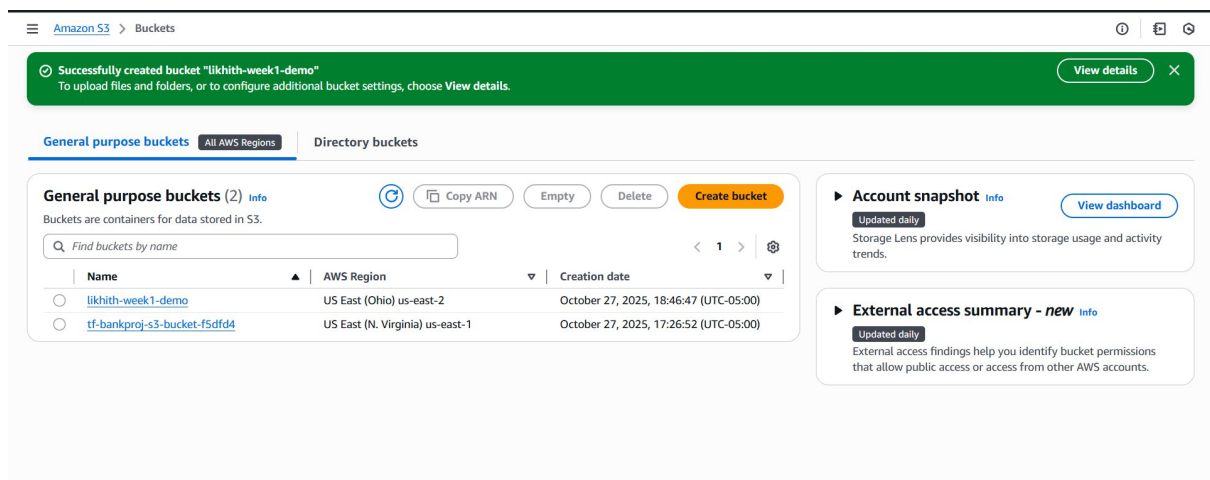 Amazon S3 > Buckets
Successfully created bucket "likhith-week1-demo"
To upload files and folders, or to configure additional bucket settings, choose View details.
View details
General purpose buckets All AWS Regions
Directory buckets
General purpose buckets (2) Info
Copy ARN
Empty
Delete
Create bucket
Buckets are containers for data stored in S3.
Find buckets by name
1
Name AWS Region Creation date
likhith-week1-demo US East (Ohio) us-east-2 October 27, 2025, 18:46:47 (UTC-05:00)
tf-bankproj-s3-bucket-f5dfd4 US East (N. Virginia) us-east-1 October 27, 2025, 17:26:52 (UTC-05:00)
Account snapshot Info
View dashboard
Updated daily
Storage Lens provides visibility into storage usage and activity
trends.
External access summary - new Info
Updated daily
External access findings help you identify bucket permissions
that allow public access or access from other AWS accounts.